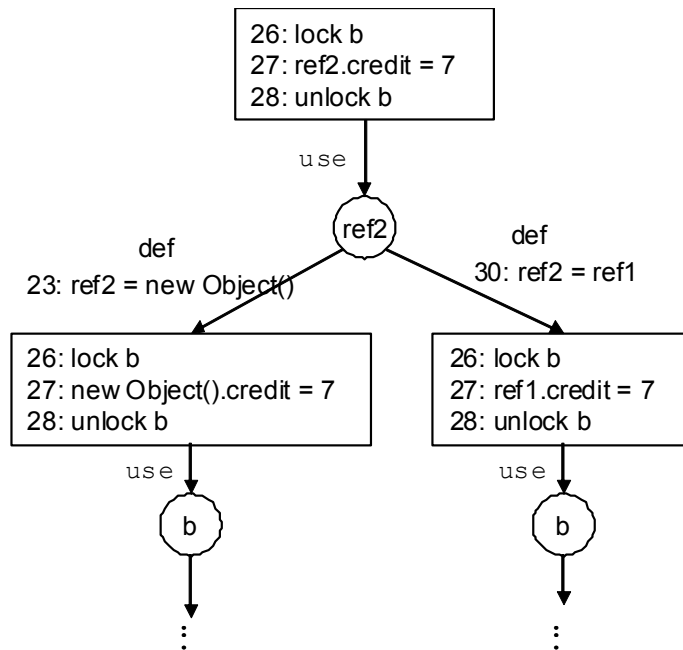 26: lock b
27: ref2.credit = 7
28: unlock b
use
ref2
def
23: ref2 = new Object()
def
30: ref2 = ref1
26: lock b
27: new Object().credit = 7
28: unlock b
26: lock b
27: ref1.credit = 7
28: unlock b
use
use
b
b
⋮
⋮